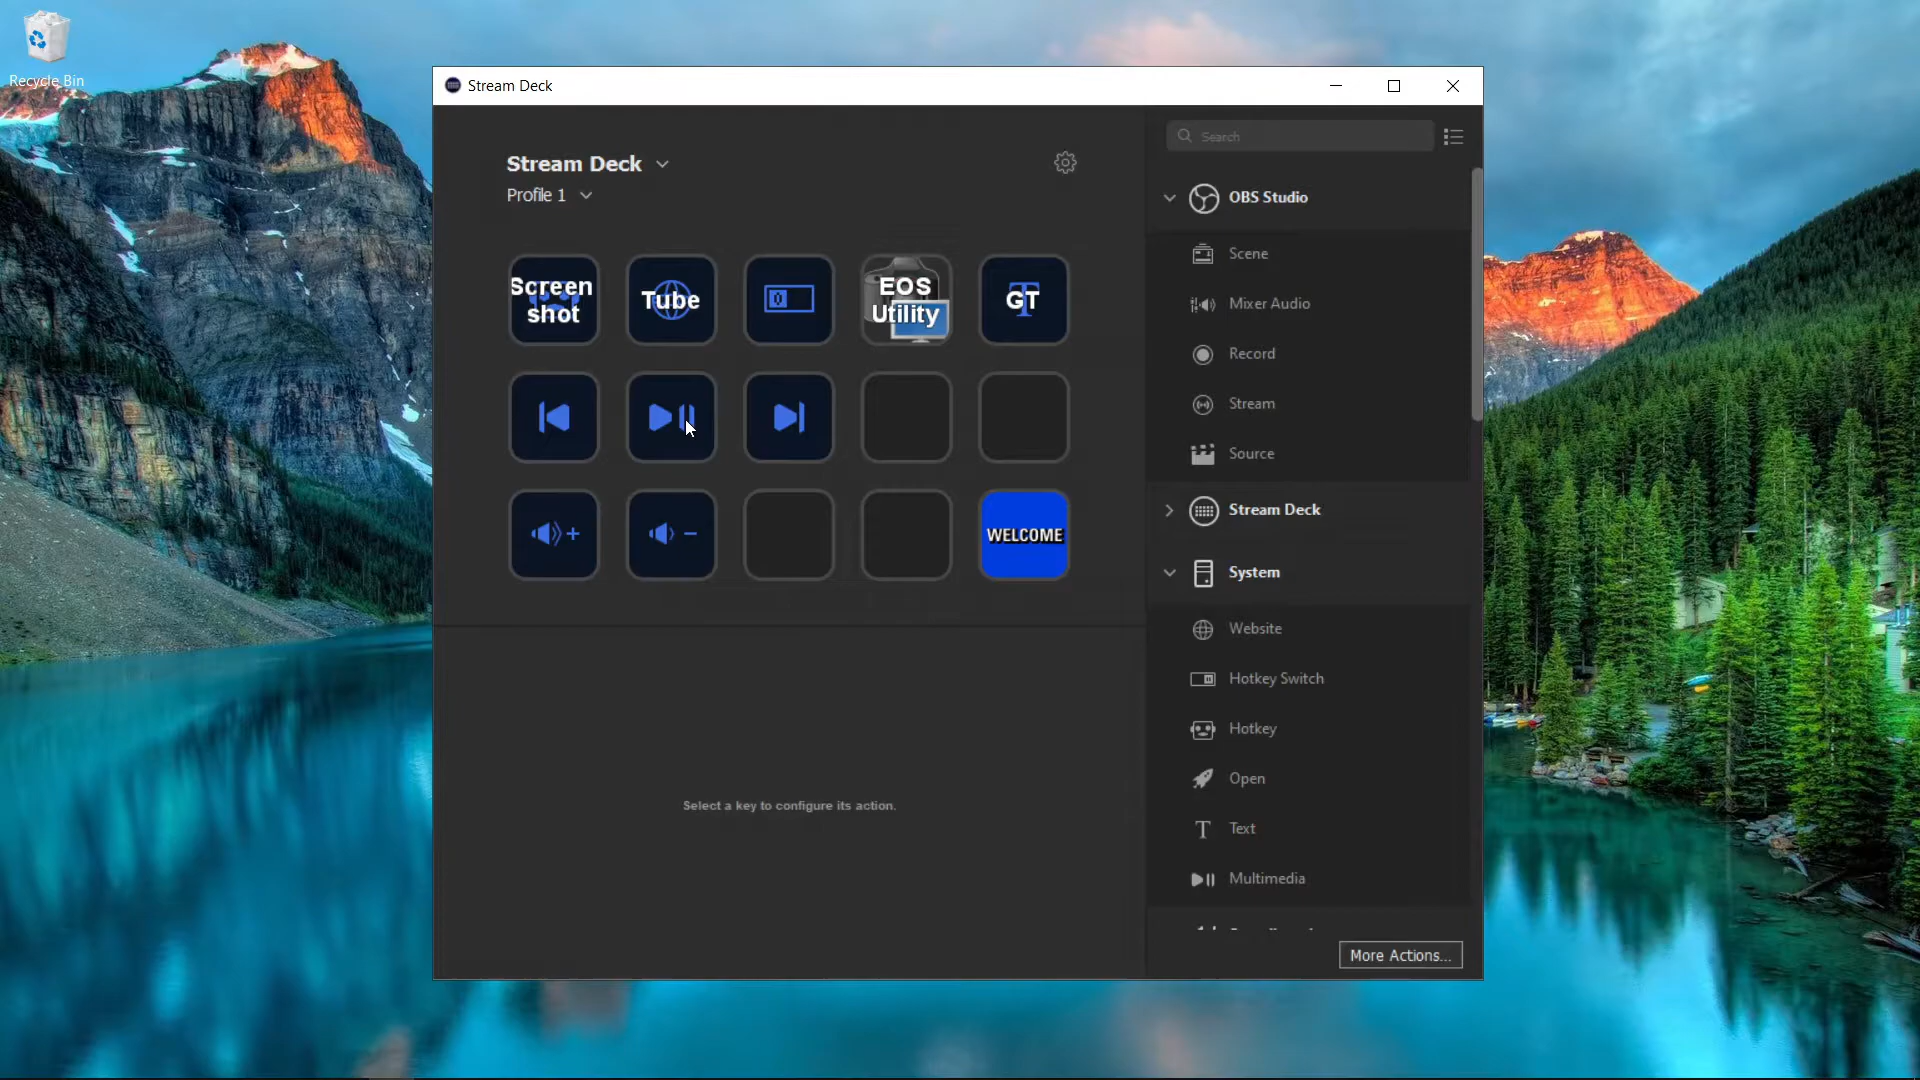 Recycle Bin
Stream Deck
Stream Deck
Profile 1
Screen
shot
Tube
0
EOS
Utility
GT
WELCOME
Select a key to configure its action.
Search
OBS Studio
Scene
Mixer Audio
Record
Stream
Source
Stream Deck
System
Website
Hotkey Switch
Hotkey
Open
Text
Multimedia
More Actions...